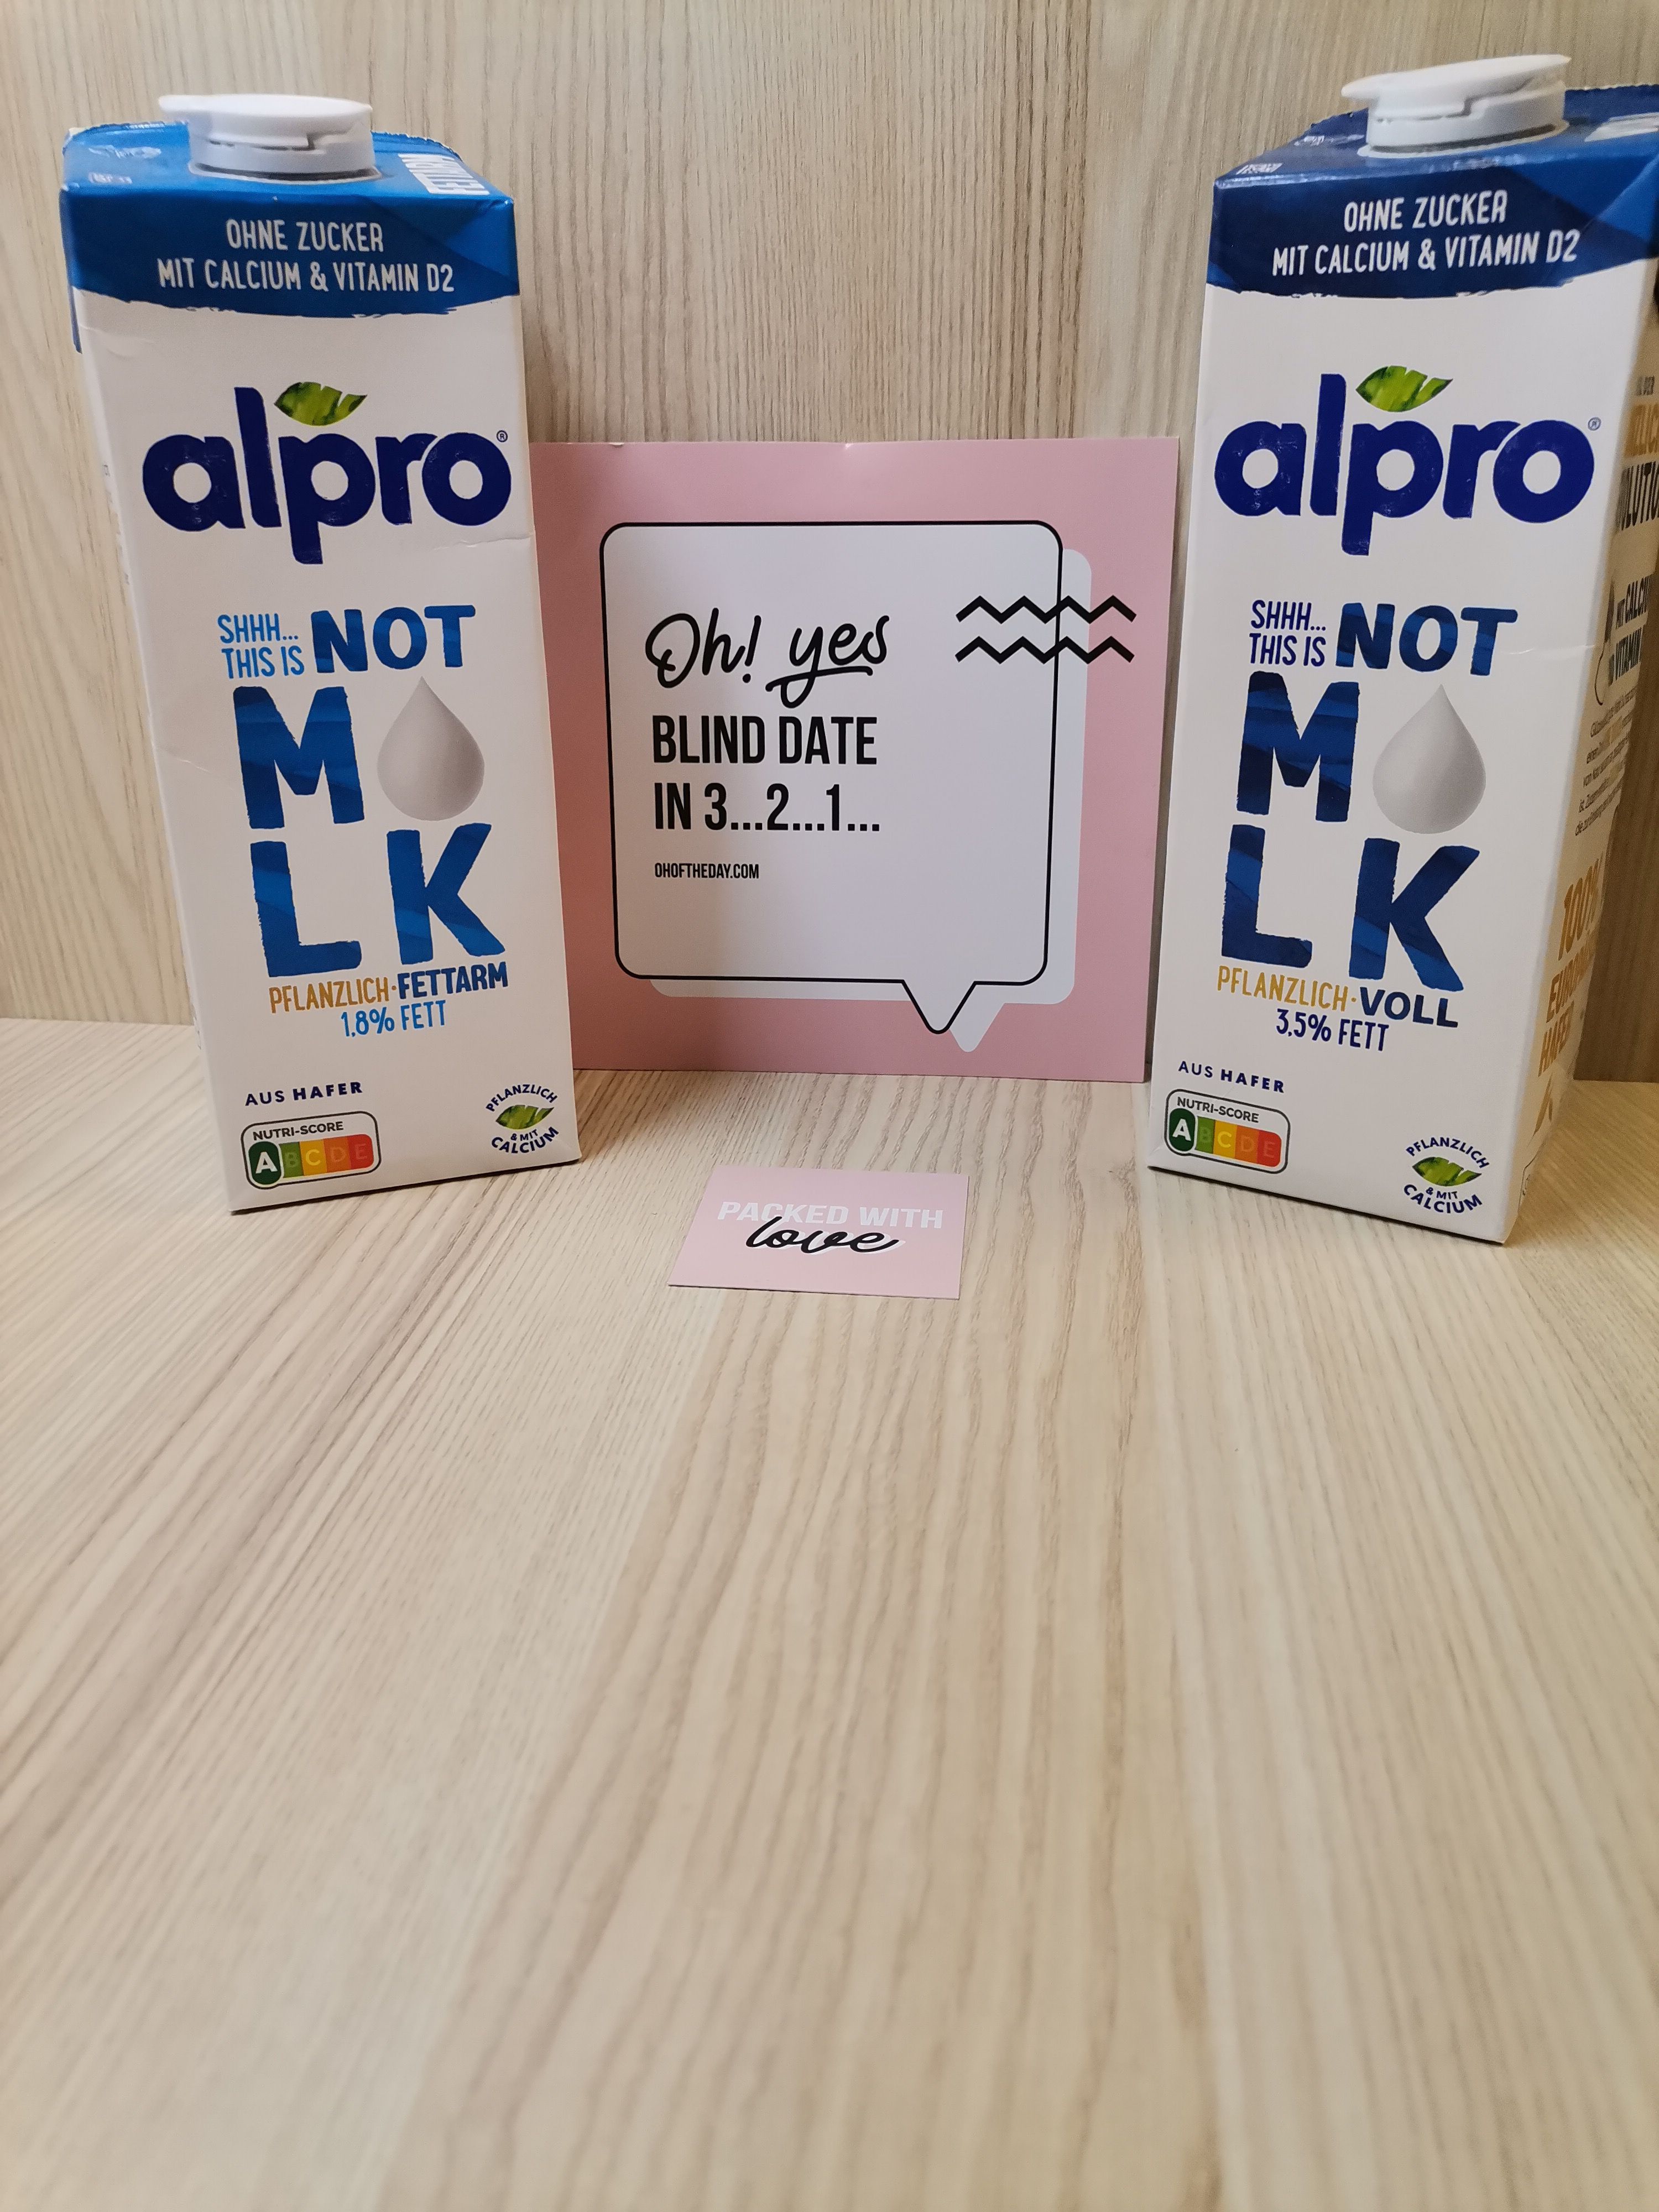 FETTARM
OHNE ZUCKER
MIT CALCIUM & VITAMIN D2
alpro®
SHHH...
THIS IS NOT
M LK
PFLANZLICH·FETTARM
1,8% FETT
AUS HAFER
NUTRI-SCORE
A B C D E
PFLANZLICH
& MIT
CALCIUM
Oh! yes
BLIND DATE
IN 3...2...1...
OHOFTHEDAY.COM
PACKED WITH
love
OHNE ZUCKER
MIT CALCIUM & VITAMIN D2
alpro®
SHHH...
THIS IS NOT
M LK
PFLANZLICH·VOLL
3,5% FETT
AUS HAFER
NUTRI-SCORE
A B C D E
PFLANZLICH
& MIT
CALCIUM
100%